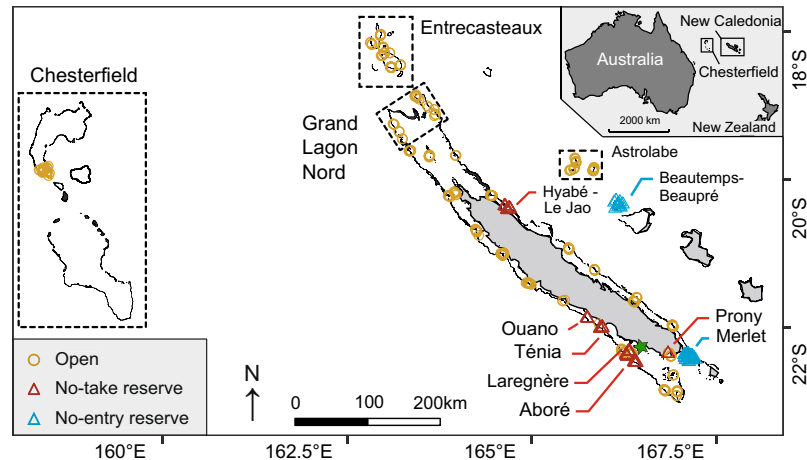 Entrecasteaux
Chesterfield
Grand
Lagon
Nord
New Caledonia
Australia
Chesterfield
2000 km
New Zealand
18°S
Astrolabe
Hyabé -
Le Jao
Beautemps-
Beaupré
20°S
Ouano
Ténia
Laregnère
Aboré
Prony
Merlet
22°S
Open
No-take reserve
No-entry reserve
N
0 100 200km
160°E 162.5°E 165°E 167.5°E